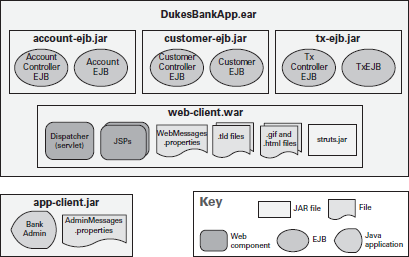 DukesBankApp.ear
account-ejb.jar
Account
Controller
EJB
Account
EJB
customer-ejb.jar
Customer
Controller
EJB
Customer
EJB
tx-ejb.jar
Tx
Controller
EJB
TxEJB
web-client.war
Dispatcher
(servlet)
JSPs
WebMessages
.properties
.tld files
.gif and
.html files
struts.jar
app-client.jar
Bank
Admin
AdminMessages
.properties
Key
JAR file
File
Web
component
EJB
Java
application